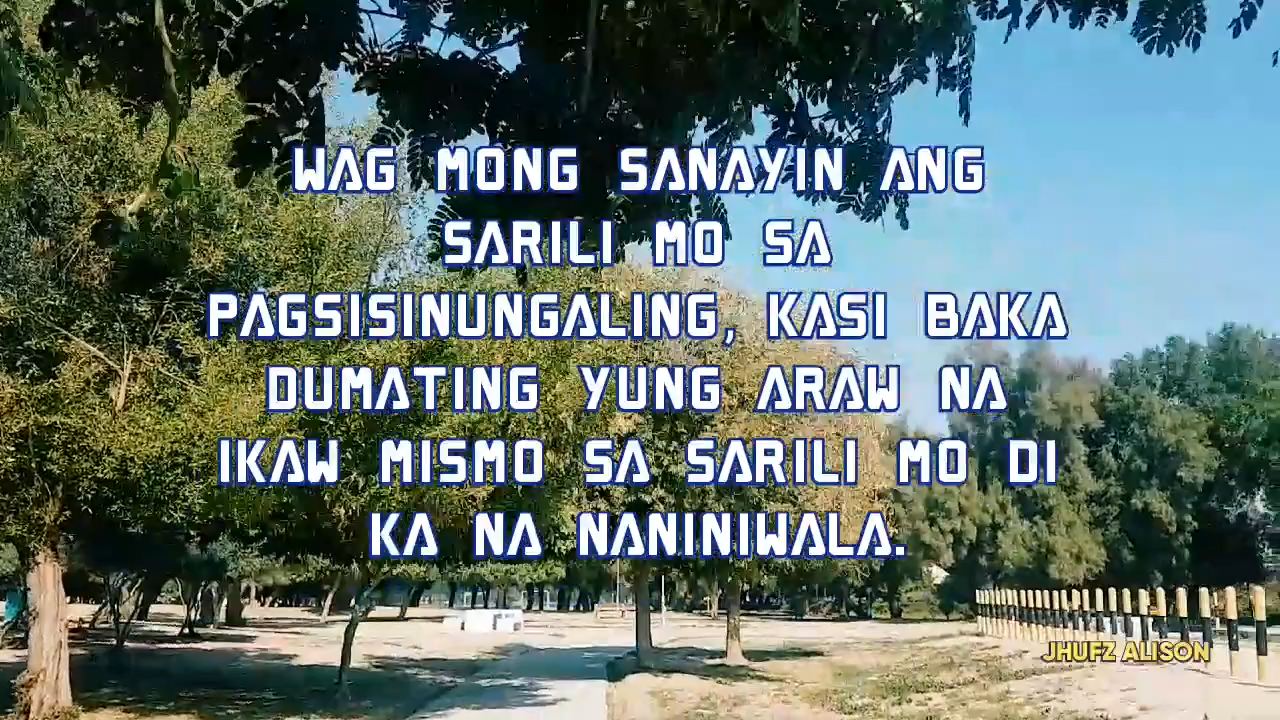 WAG MONG SANAYIN ANG
SARILI MO SA
PAGSISINUNGALING, KASI BAKA
DUMATING YUNG ARAW NA
IKAW MISMO SA SARILI MO DI
KA NA NANINIWALA.
JHUFZ ALISON